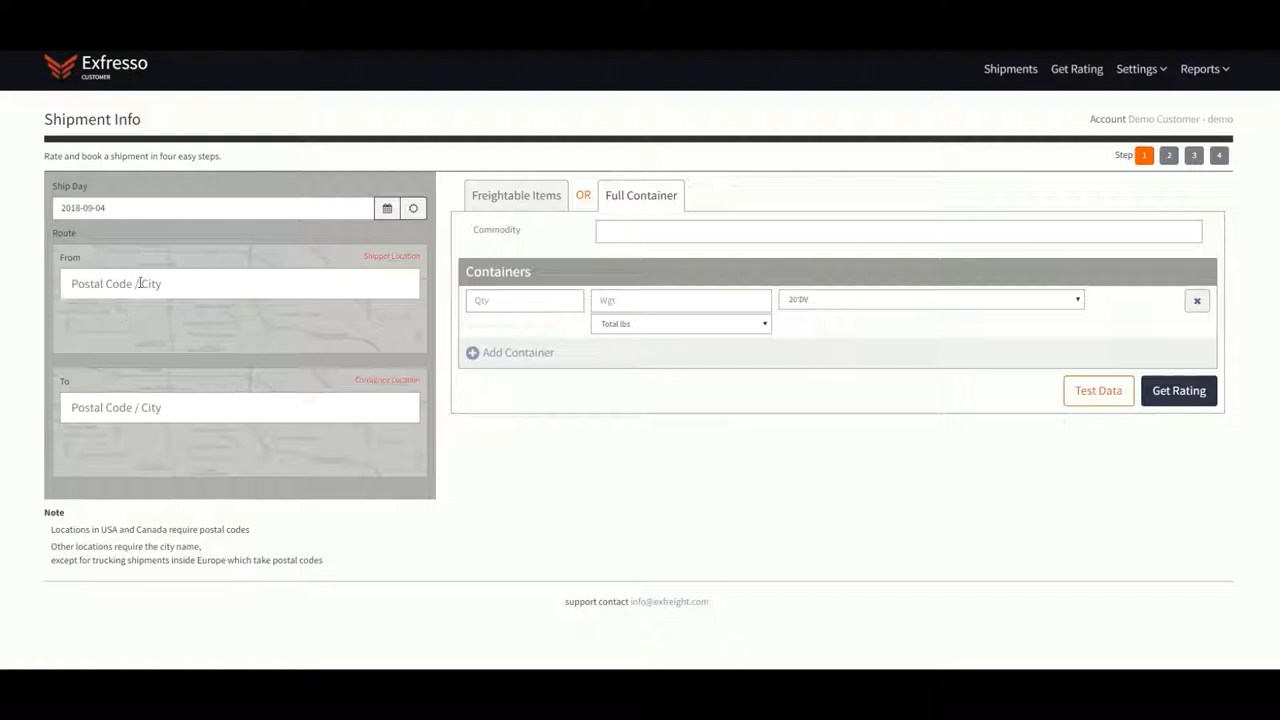 Exfresso
CUSTOMER
Shipments Get Rating Settings Reports
Shipment Info
Account Demo Customer - demo
Rate and book a shipment in four easy steps.
Step 1 2 3 4
Ship Day
2018-09-04
Route
From
Shipper Location
Postal Code / City
To
Consignee Location
Postal Code / City
Note
Locations in USA and Canada require postal codes
Other locations require the city name,
except for trucking shipments inside Europe which take postal codes
Freightable Items OR Full Container
Commodity
Containers
Qty Wgt 20'DV
Total lbs
Add Container
Test Data Get Rating
support contact info@exfreight.com